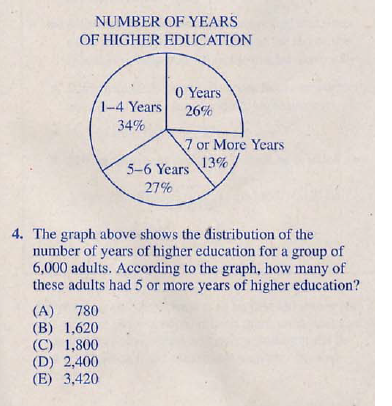 NUMBER OF YEARS
OF HIGHER EDUCATION
0 Years
26%
1–4 Years
34%
7 or More Years
13%
5–6 Years
27%
4. The graph above shows the distribution of the
number of years of higher education for a group of
6,000 adults. According to the graph, how many of
these adults had 5 or more years of higher education?
(A) 780
(B) 1,620
(C) 1,800
(D) 2,400
(E) 3,420